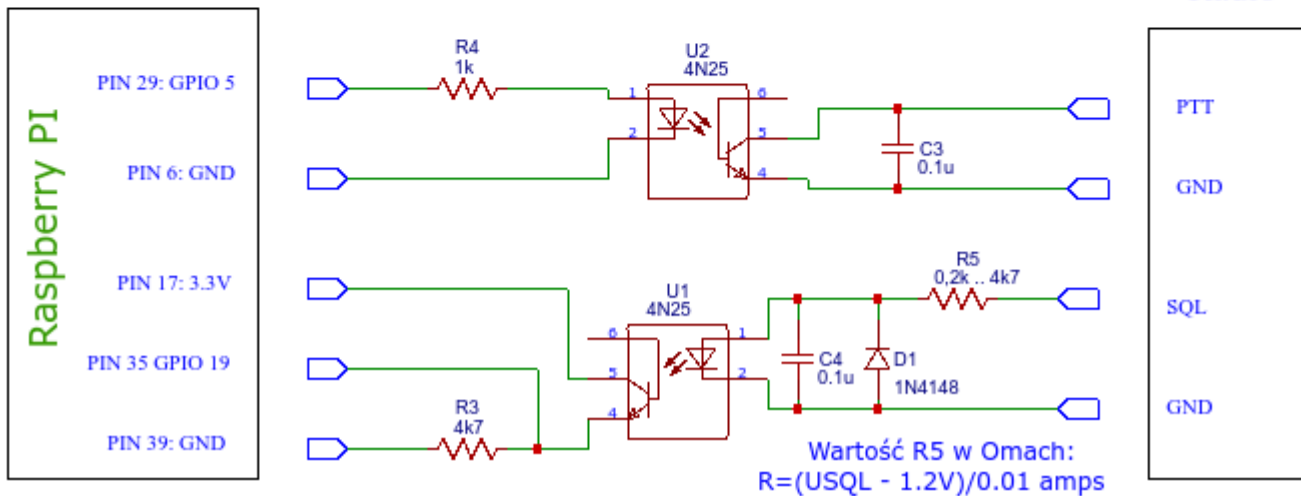 Raspberry PI
PIN 29: GPIO 5
PIN 6: GND
PIN 17: 3.3V
PIN 35 GPIO 19
PIN 39: GND
R4
1k
U2
4N25
1
2
6
5
4
C3
0.1u
PTT
GND
U1
4N25
6
5
4
1
2
R3
4k7
C4
0.1u
D1
1N4148
R5
0,2k .. 4k7
SQL
GND
Wartość R5 w Omach:
R=(USQL - 1.2V)/0.01 amps